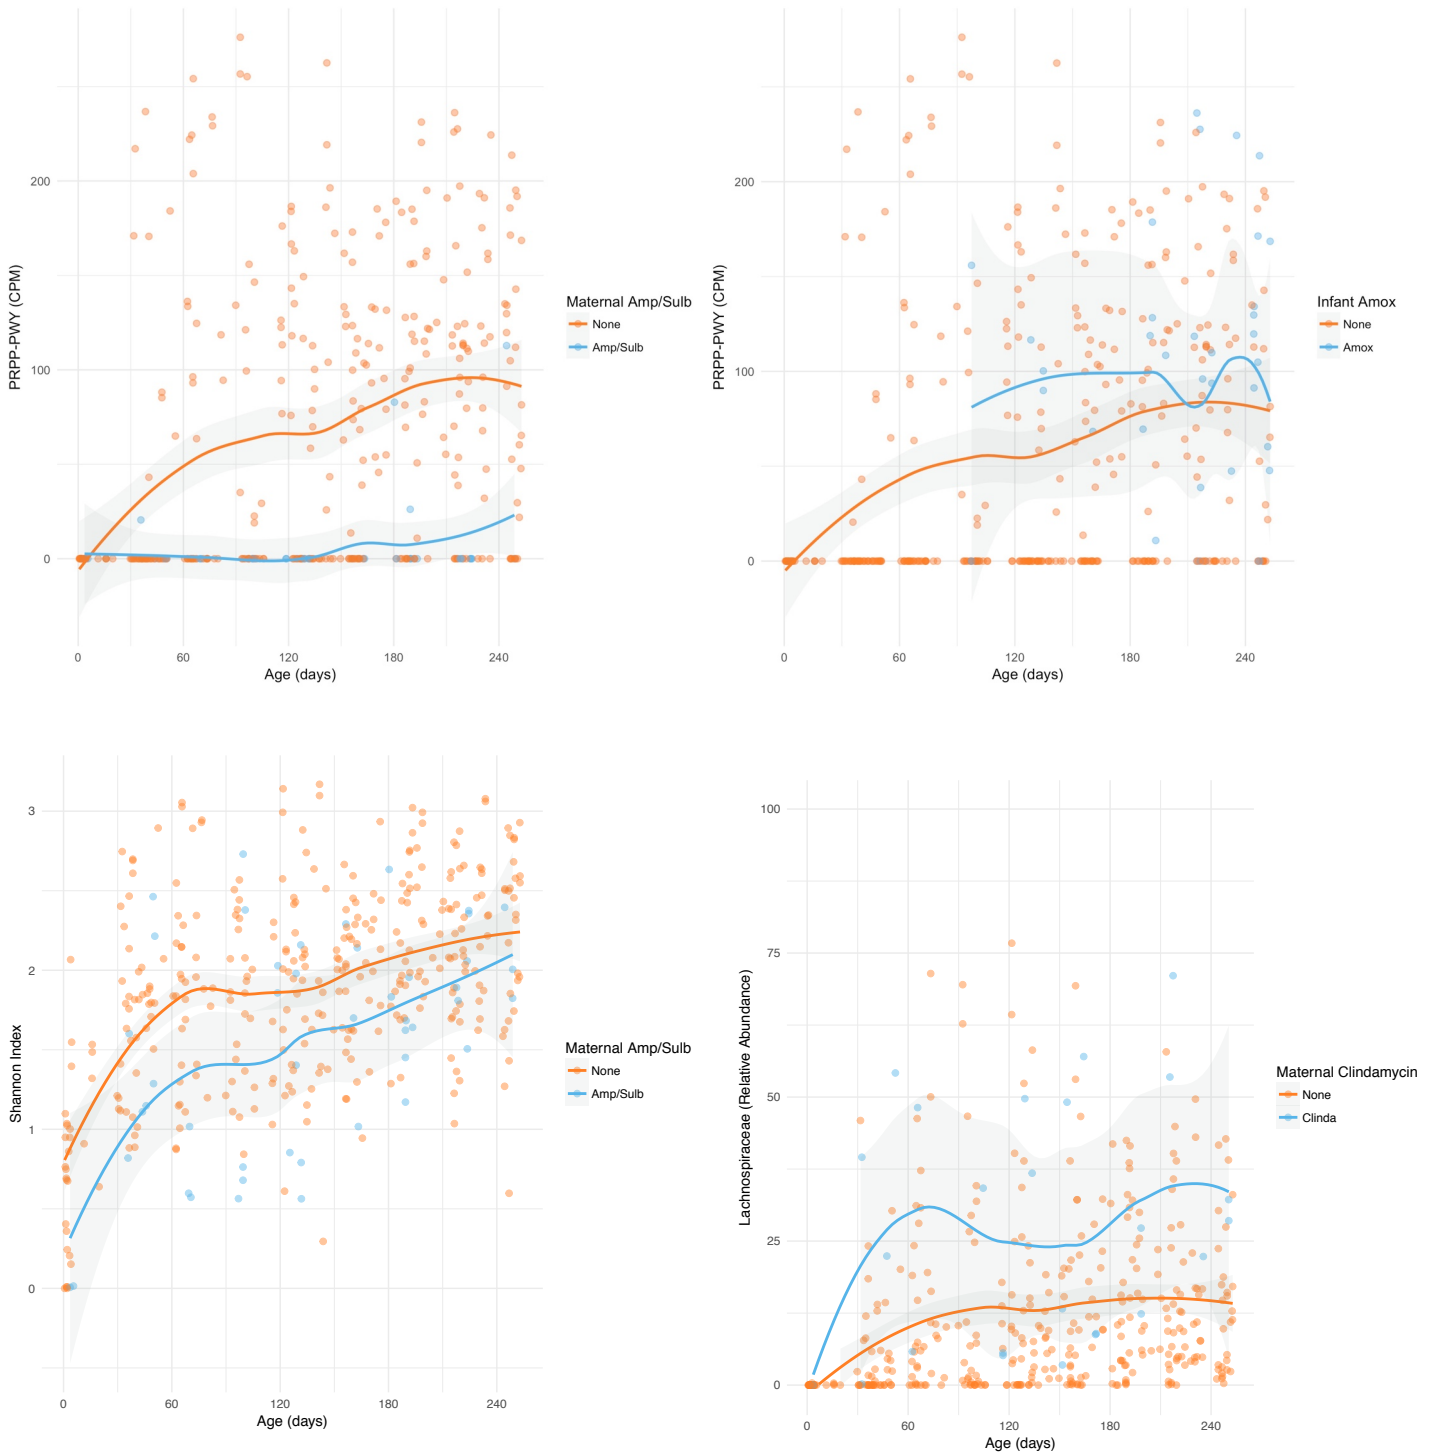 PRPP-PWY (CPM)
200
100
0
0
60
120
180
240
Age (days)
Maternal Amp/Sulb
None
Amp/Sulb
PRPP-PWY (CPM)
200
100
0
0
60
120
180
240
Age (days)
Infant Amox
None
Amox
Shannon Index
3
2
1
0
0
60
120
180
240
Age (days)
Maternal Amp/Sulb
None
Amp/Sulb
Lachnospiraceae (Relative Abundance)
100
75
50
25
0
0
60
120
180
240
Age (days)
Maternal Clindamycin
None
Clinda